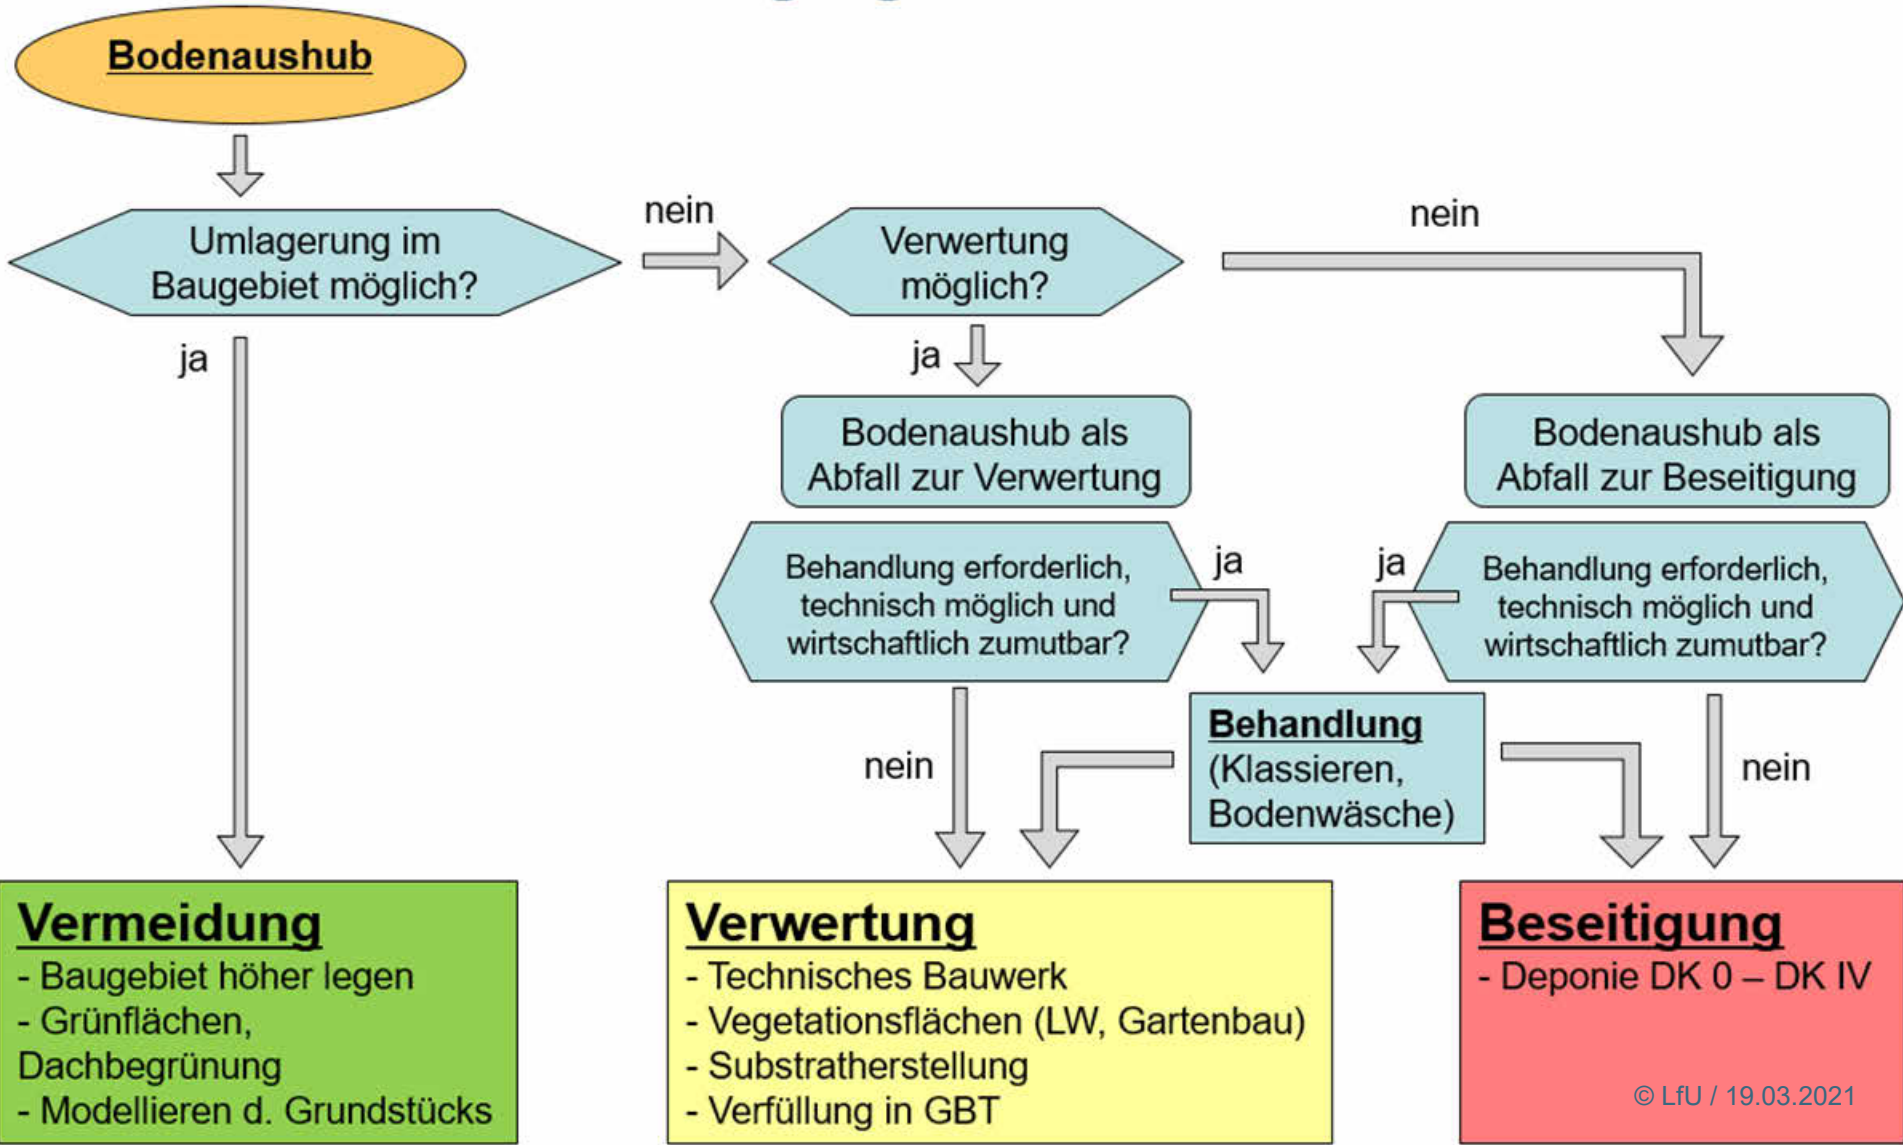 Bodenaushub
Umlagerung im
Baugebiet möglich?
nein
Verwertung
möglich?
nein
ja
ja
Bodenaushub als
Abfall zur Verwertung
Bodenaushub als
Abfall zur Beseitigung
Behandlung erforderlich,
technisch möglich und
wirtschaftlich zumutbar?
ja
ja
Behandlung erforderlich,
technisch möglich und
wirtschaftlich zumutbar?
nein
Behandlung
(Klassieren,
Bodenwäsche)
nein
Vermeidung
- Baugebiet höher legen
- Grünflächen,
Dachbegrünung
- Modellieren d. Grundstücks
Verwertung
- Technisches Bauwerk
- Vegetationsflächen (LW, Gartenbau)
- Substratherstellung
- Verfüllung in GBT
Beseitigung
- Deponie DK 0 – DK IV
© LfU / 19.03.2021